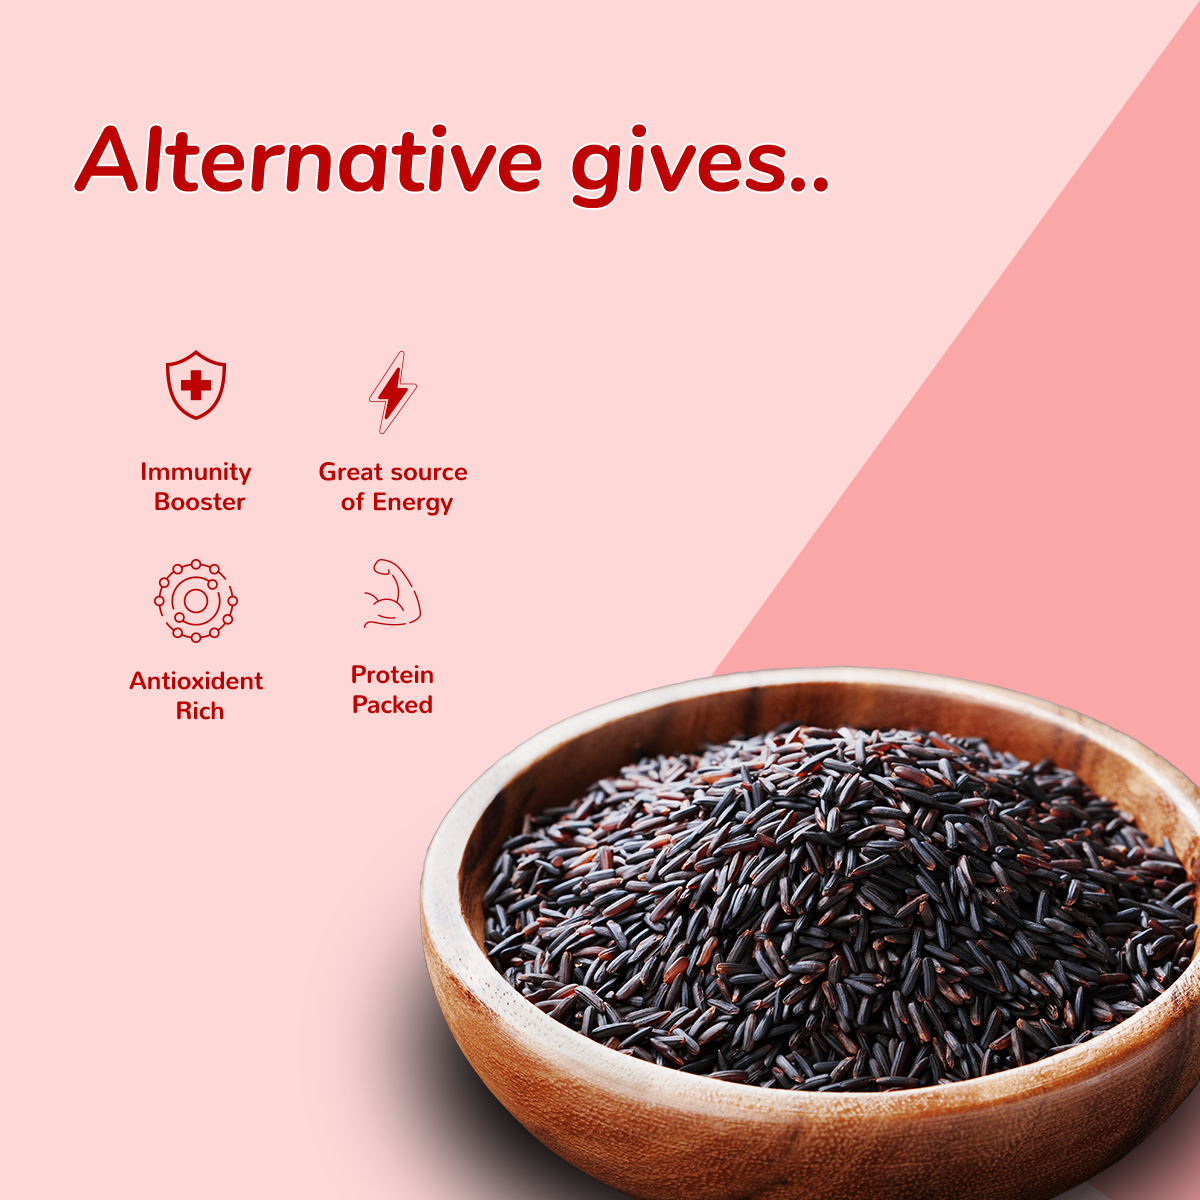 Alternative gives..
Immunity
Booster
Great source
of Energy
Antioxident
Rich
Protein
Packed